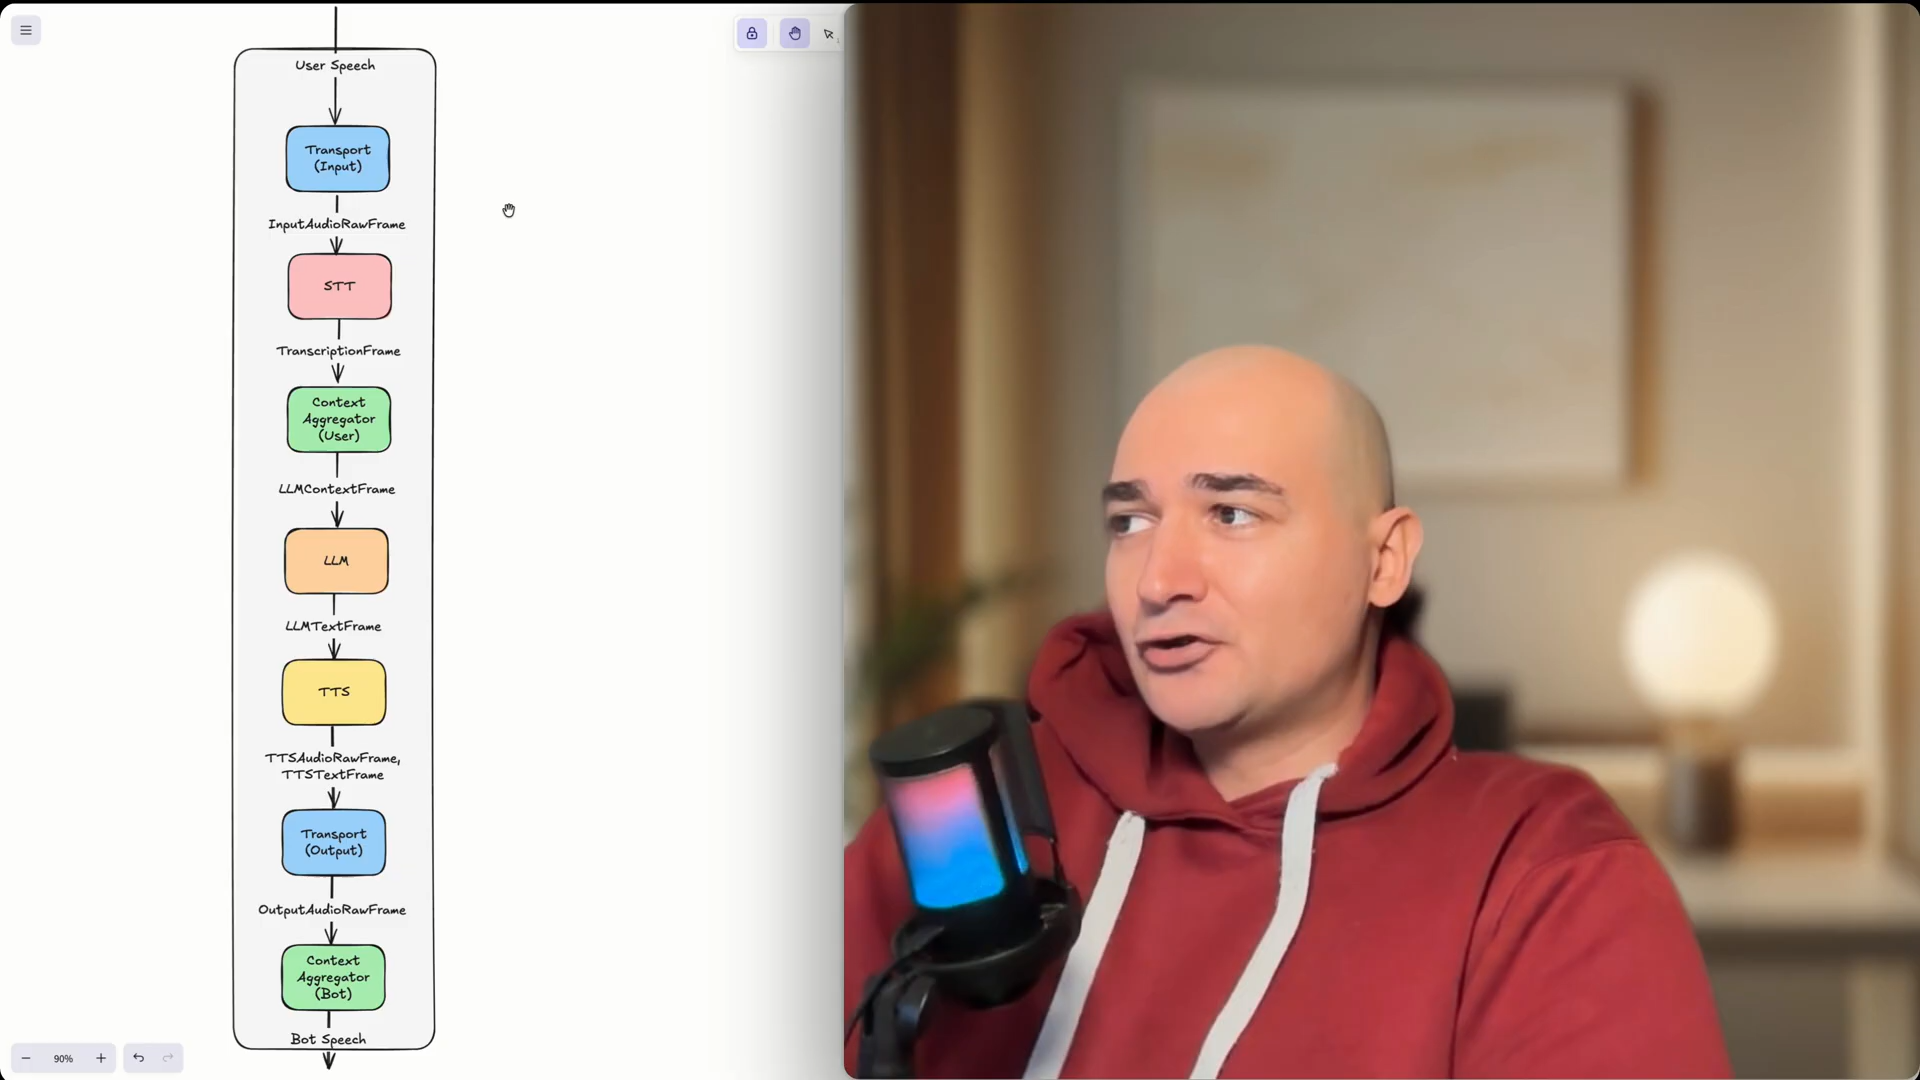 User Speech
Transport
(Input)
InputAudioRawFrame
STT
TranscriptionFrame
Context
Aggregator
(User)
LLMContextFrame
LLM
LLMTextFrame
TTS
TTSAudioRawFrame,
TTSTextFrame
Transport
(Output)
OutputAudioRawFrame
Context
Aggregator
(Bot)
Bot Speech
90%